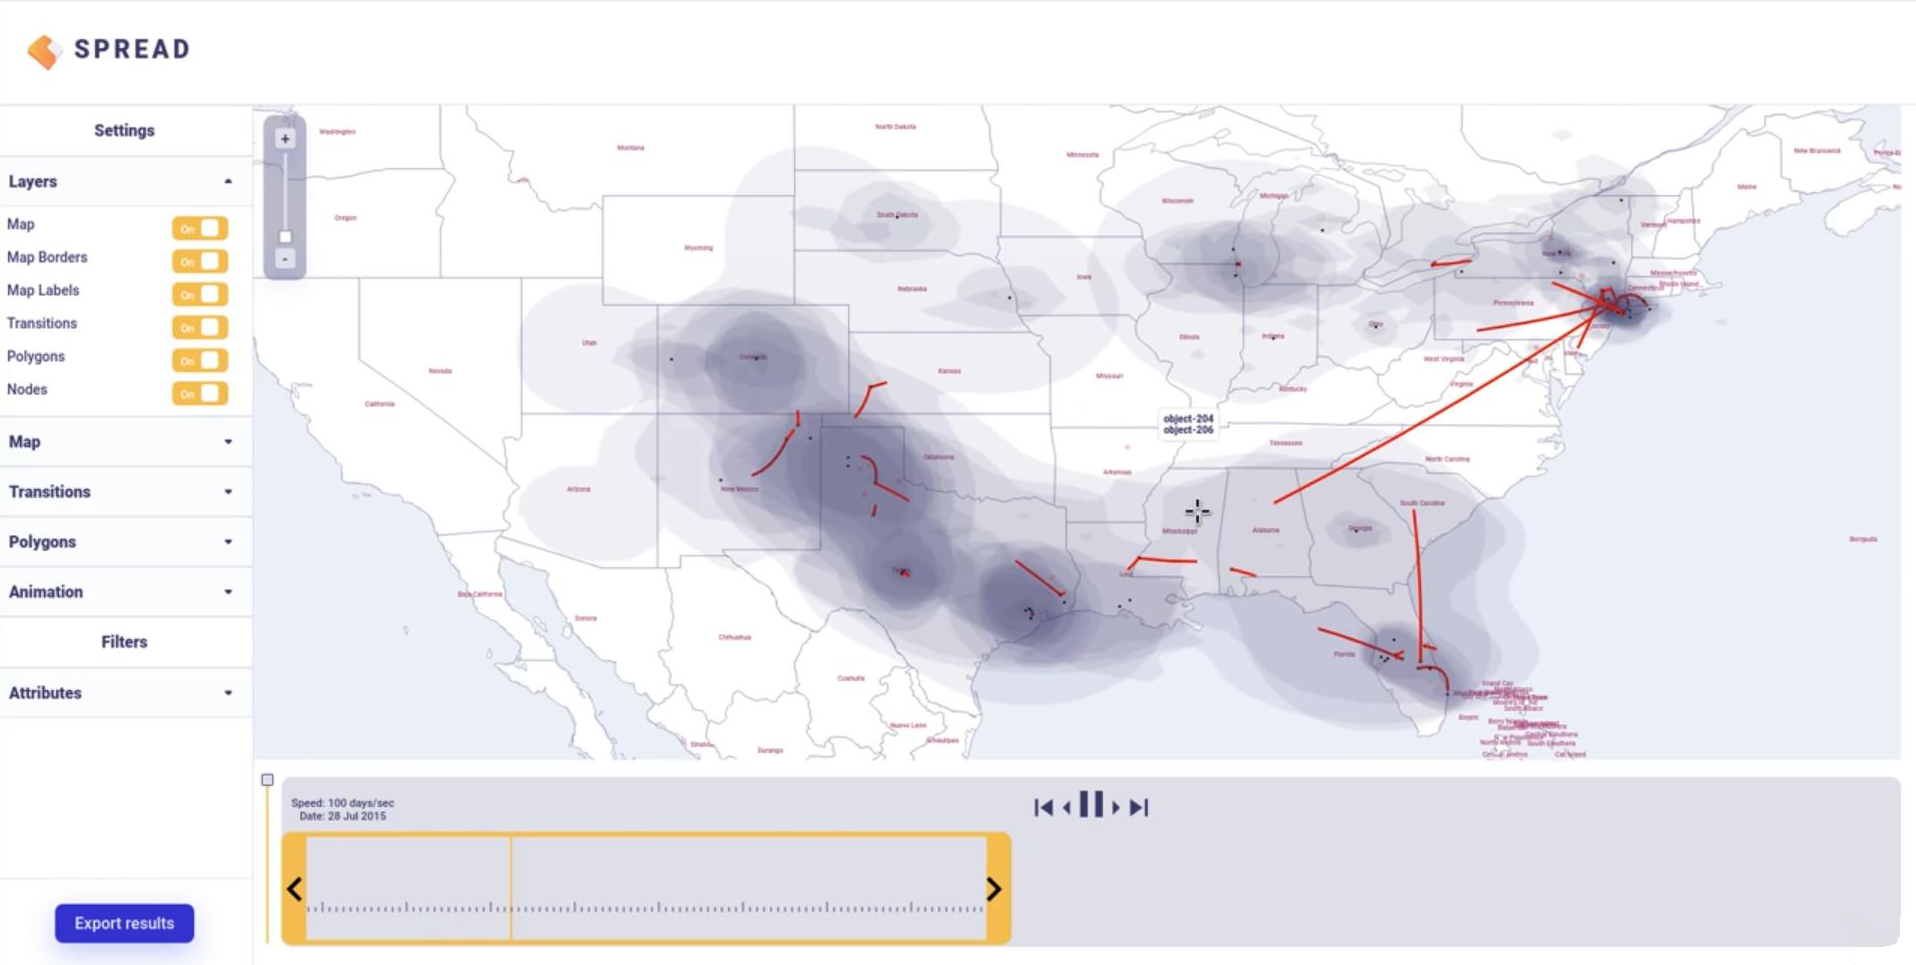 SPREAD
Settings
Layers
Map
On
Map Borders
On
Map Labels
On
Transitions
On
Polygons
On
Nodes
On
Map
Transitions
Polygons
Animation
Filters
Attributes
Export results
+
-
Washington
Montana
North Dakota
Minnesota
New Brunswick
Maine
Oregon
South Dakota
Wisconsin
Michigan
Vermont
Hampshire
Wyoming
New York
Iowa
Massachusetts
Nebraska
Connecticut
Rhode Island
Pennsylvania
Utah
Colorado
Illinois
Indiana
Ohio
Jersey
Nevada
Kansas
Missouri
West Virginia
Virginia
Kentucky
California
object-204
object-206
Tennessee
Oklahoma
Arkansas
North Carolina
Arizona
New Mexico
South Carolina
Mississippi
Alabama
Georgia
Bermuda
Texas
Baja California
Sonora
Chihuahua
Florida
Coahuila
Grand Cay
Nuevo León
Durango
Speed: 100 days/sec
Date: 28 Jul 2015